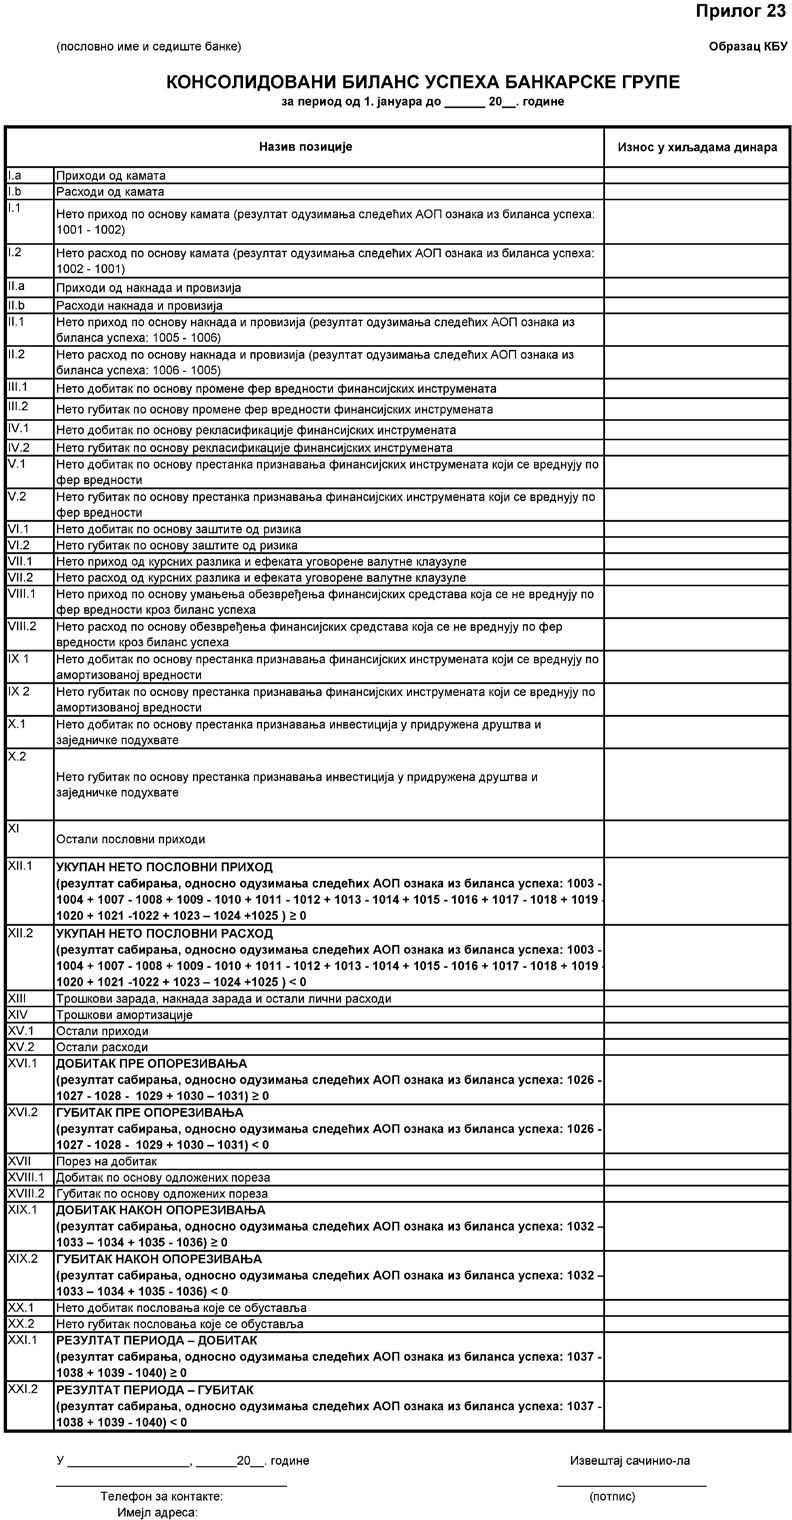 Прилог 23
(пословно име и седиште банке)
Образац КБУ
КОНСОЛИДОВАНИ БИЛАНС УСПЕХА БАНКАРСКЕ ГРУПЕ
за период од 1. јануара до ______ 20__. године
Назив позиције
Износ у хиљадама динара
I.a Приходи од камата
I.b Расходи од камата
I.1 Нето приход по основу камата (резултат одузимања следећих АОП ознака из биланса успеха:
1001 - 1002)
I.2 Нето расход по основу камата (резултат одузимања следећих АОП ознака из биланса успеха:
1002 - 1001)
II.a Приходи од накнада и провизија
II.b Расходи накнада и провизија
II.1 Нето приход по основу накнада и провизија (резултат одузимања следећих АОП ознака из
биланса успеха: 1005 - 1006)
II.2 Нето расход по основу накнада и провизија (резултат одузимања следећих АОП ознака из
биланса успеха: 1006 - 1005)
III.1 Нето добитак по основу промене фер вредности финансијских инструмената
III.2 Нето губитак по основу промене фер вредности финансијских инструмената
IV.1 Нето добитак по основу рекласификације финансијских инструмената
IV.2 Нето губитак по основу рекласификације финансијских инструмената
V.1 Нето добитак по основу престанка признавања финансијских инструмената који се вреднују по
фер вредности
V.2 Нето губитак по основу престанка признавања финансијских инструмената који се вреднују по
фер вредности
VI.1 Нето добитак по основу заштите од ризика
VI.2 Нето губитак по основу заштите од ризика
VII.1 Нето приход од курсних разлика и ефеката уговорене валутне клаузуле
VII.2 Нето расход од курсних разлика и ефеката уговорене валутне клаузуле
VIII.1 Нето приход по основу умањења обезвређења финансијских средстава која се не вреднују по
фер вредности кроз биланс успеха
VIII.2 Нето расход по основу обезвређења финансијских средстава која се не вреднују по фер
вредности кроз биланс успеха
IX 1 Нето добитак по основу престанка признавања финансијских инструмената који се вреднују по
амортизованој вредности
IX 2 Нето губитак по основу престанка признавања финансијских инструмената који се вреднују по
амортизованој вредности
X.1 Нето добитак по основу престанка признавања инвестиција у придружена друштва и
заједничке подухвате
X.2 Нето губитак по основу престанка признавања инвестиција у придружена друштва и
заједничке подухвате
XI Остали пословни приходи
XII.1 УКУПАН НЕТО ПОСЛОВНИ ПРИХОД
(резултат сабирања, односно одузимања следећих АОП ознака из биланса успеха: 1003 -
1004 + 1007 - 1008 + 1009 - 1010 + 1011 - 1012 + 1013 - 1014 + 1015 - 1016 + 1017 - 1018 + 1019 -
1020 + 1021 -1022 + 1023 – 1024 +1025 ) ≥ 0
XII.2 УКУПАН НЕТО ПОСЛОВНИ РАСХОД
(резултат сабирања, односно одузимања следећих АОП ознака из биланса успеха: 1003 -
1004 + 1007 - 1008 + 1009 - 1010 + 1011 - 1012 + 1013 - 1014 + 1015 - 1016 + 1017 - 1018 + 1019 -
1020 + 1021 -1022 + 1023 – 1024 +1025 ) < 0
XIII Трошкови зарада, накнада зарада и остали лични расходи
XIV Трошкови амортизације
XV.1 Остали приходи
XV.2 Остали расходи
XVI.1 ДОБИТАК ПРЕ ОПОРЕЗИВАЊА
(резултат сабирања, односно одузимања следећих АОП ознака из биланса успеха: 1026 -
1027 - 1028 - 1029 + 1030 – 1031) ≥ 0
XVI.2 ГУБИТАК ПРЕ ОПОРЕЗИВАЊА
(резултат сабирања, односно одузимања следећих АОП ознака из биланса успеха: 1026 -
1027 - 1028 - 1029 + 1030 – 1031) < 0
XVII Порез на добитак
XVIII.1 Добитак по основу одложених пореза
XVIII.2 Губитак по основу одложених пореза
XIX.1 ДОБИТАК НАКОН ОПОРЕЗИВАЊА
(резултат сабирања, односно одузимања следећих АОП ознака из биланса успеха: 1032 –
1033 – 1034 + 1035 - 1036) ≥ 0
XIX.2 ГУБИТАК НАКОН ОПОРЕЗИВАЊА
(резултат сабирања, односно одузимања следећих АОП ознака из биланса успеха: 1032 –
1033 – 1034 + 1035 - 1036) < 0
XX.1 Нето добитак пословања које се обуставља
XX.2 Нето губитак пословања које се обуставља
XXI.1 РЕЗУЛТАТ ПЕРИОДА – ДОБИТАК
(резултат сабирања, односно одузимања следећих АОП ознака из биланса успеха: 1037 -
1038 + 1039 - 1040) ≥ 0
XXI.2 РЕЗУЛТАТ ПЕРИОДА – ГУБИТАК
(резултат сабирања, односно одузимања следећих АОП ознака из биланса успеха: 1037 -
1038 + 1039 - 1040) < 0
У __________________, ______20__. године
Извештај сачинио-ла
Телефон за контакте:
(потпис)
Имејл адреса: